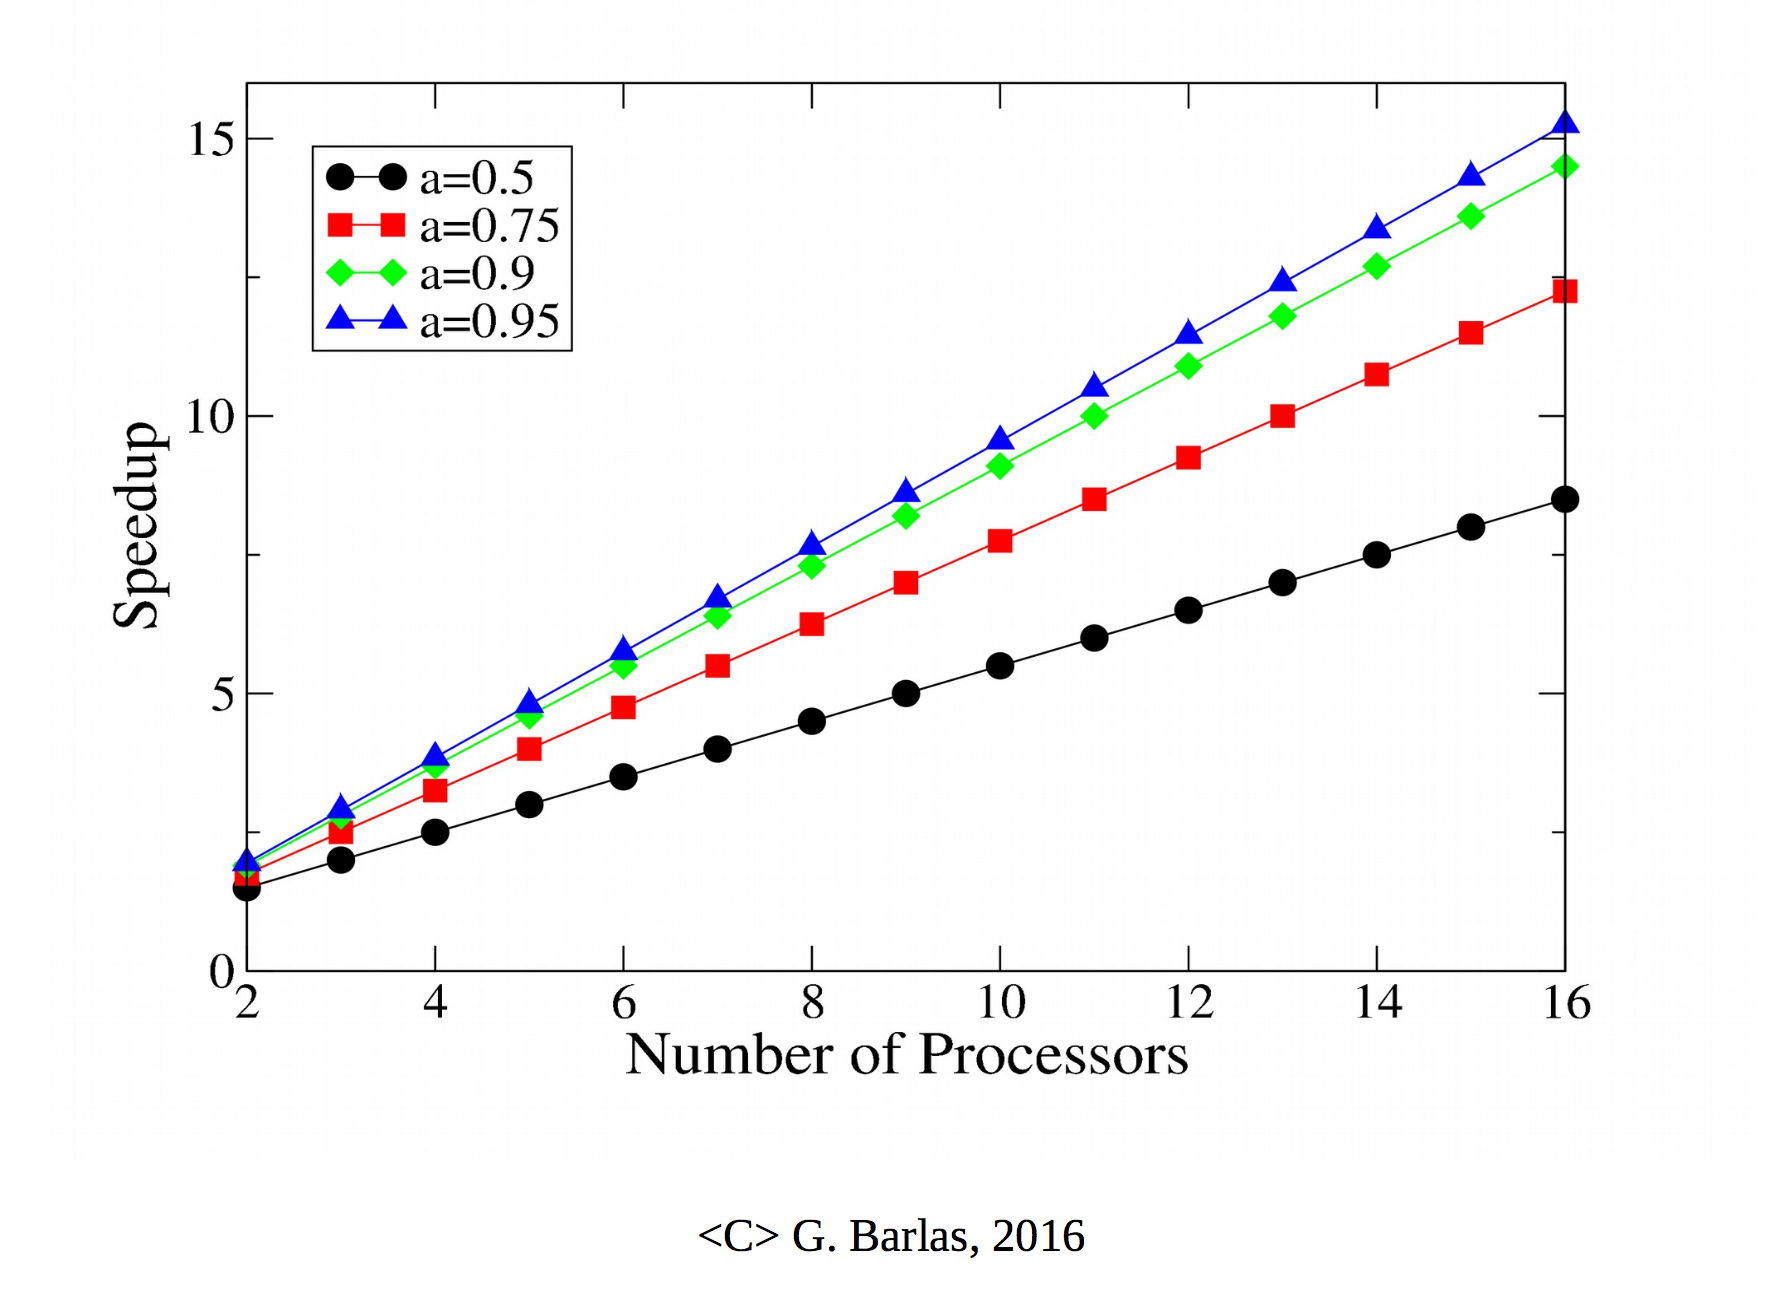 15
a=0.5
a=0.75
a=0.9
a=0.95
10
Speedup
5
0
2 4 6 8 10 12 14 16
Number of Processors
<C> G. Barlas, 2016